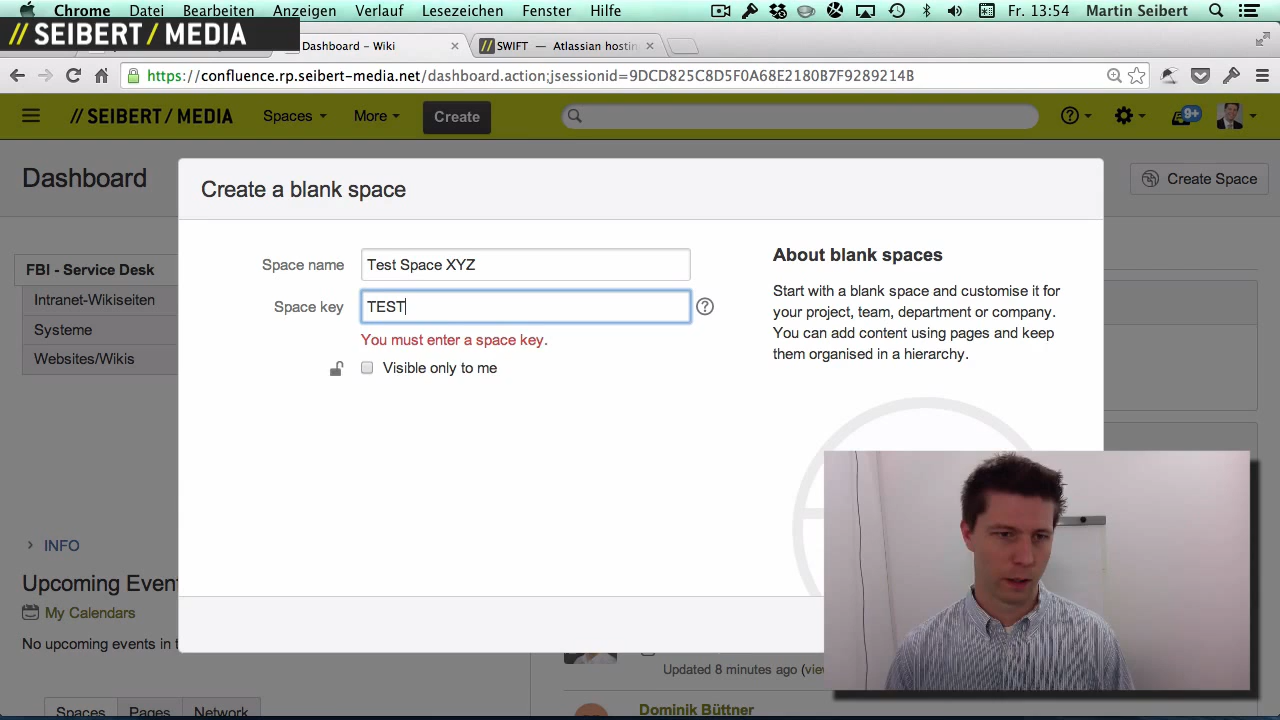 Chrome Datei Bearbeiten Anzeigen Verlauf Lesezeichen Fenster Hilfe Fr. 13:54 Martin Seibert
// SEIBERT / MEDIA
Dashboard – Wiki × // SWIFT — Atlassian hostin ×
https://confluence.rp.seibert-media.net/dashboard.action;jsessionid=9DCD825C8D5F0A68E2180B7F9289214B
// SEIBERT / MEDIA Spaces More Create 9+
Dashboard
Create Space
Create a blank space
FBI - Service Desk
Intranet-Wikiseiten
Systeme
Websites/Wikis
Space name Test Space XYZ
Space key TEST ?
You must enter a space key.
Visible only to me
About blank spaces
Start with a blank space and customise it for
your project, team, department or company.
You can add content using pages and keep
them organised in a hierarchy.
INFO
Upcoming Even
My Calendars
No upcoming events in t
Updated 8 minutes ago (view
Spaces Pages Network
Dominik Büttner